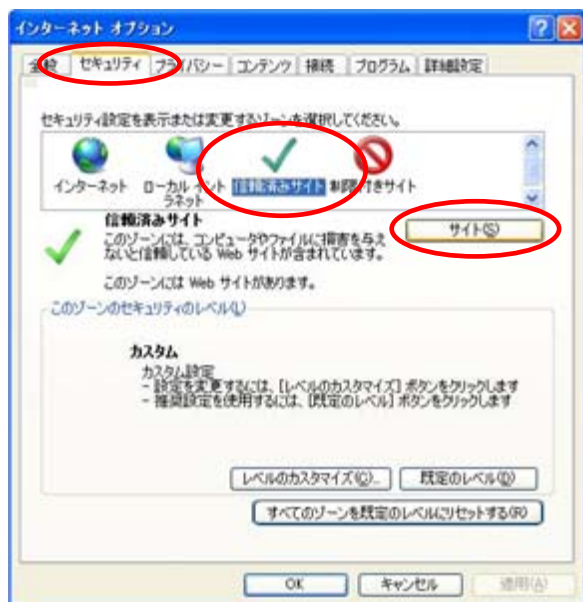 インターネット オプション
全般 セキュリティ プライバシー コンテンツ 接続 プログラム 詳細設定
セキュリティ設定を表示または変更するゾーンを選択してください。
インターネット ローカル イントラネット 信頼済みサイト 制限付きサイト
信頼済みサイト
サイト(S)
このゾーンには、コンピュータやファイルに損害を与え
ないと信頼している Web サイトが含まれています。
このゾーンには Web サイトがあります。
このゾーンのセキュリティのレベル(L)
カスタム
カスタム設定
- 設定を変更するには、[レベルのカスタマイズ] ボタンをクリックします
- 推奨設定を使用するには、[既定のレベル] ボタンをクリックします
レベルのカスタマイズ(C)... 既定のレベル(D)
すべてのゾーンを既定のレベルにリセットする(R)
OK キャンセル 適用(A)